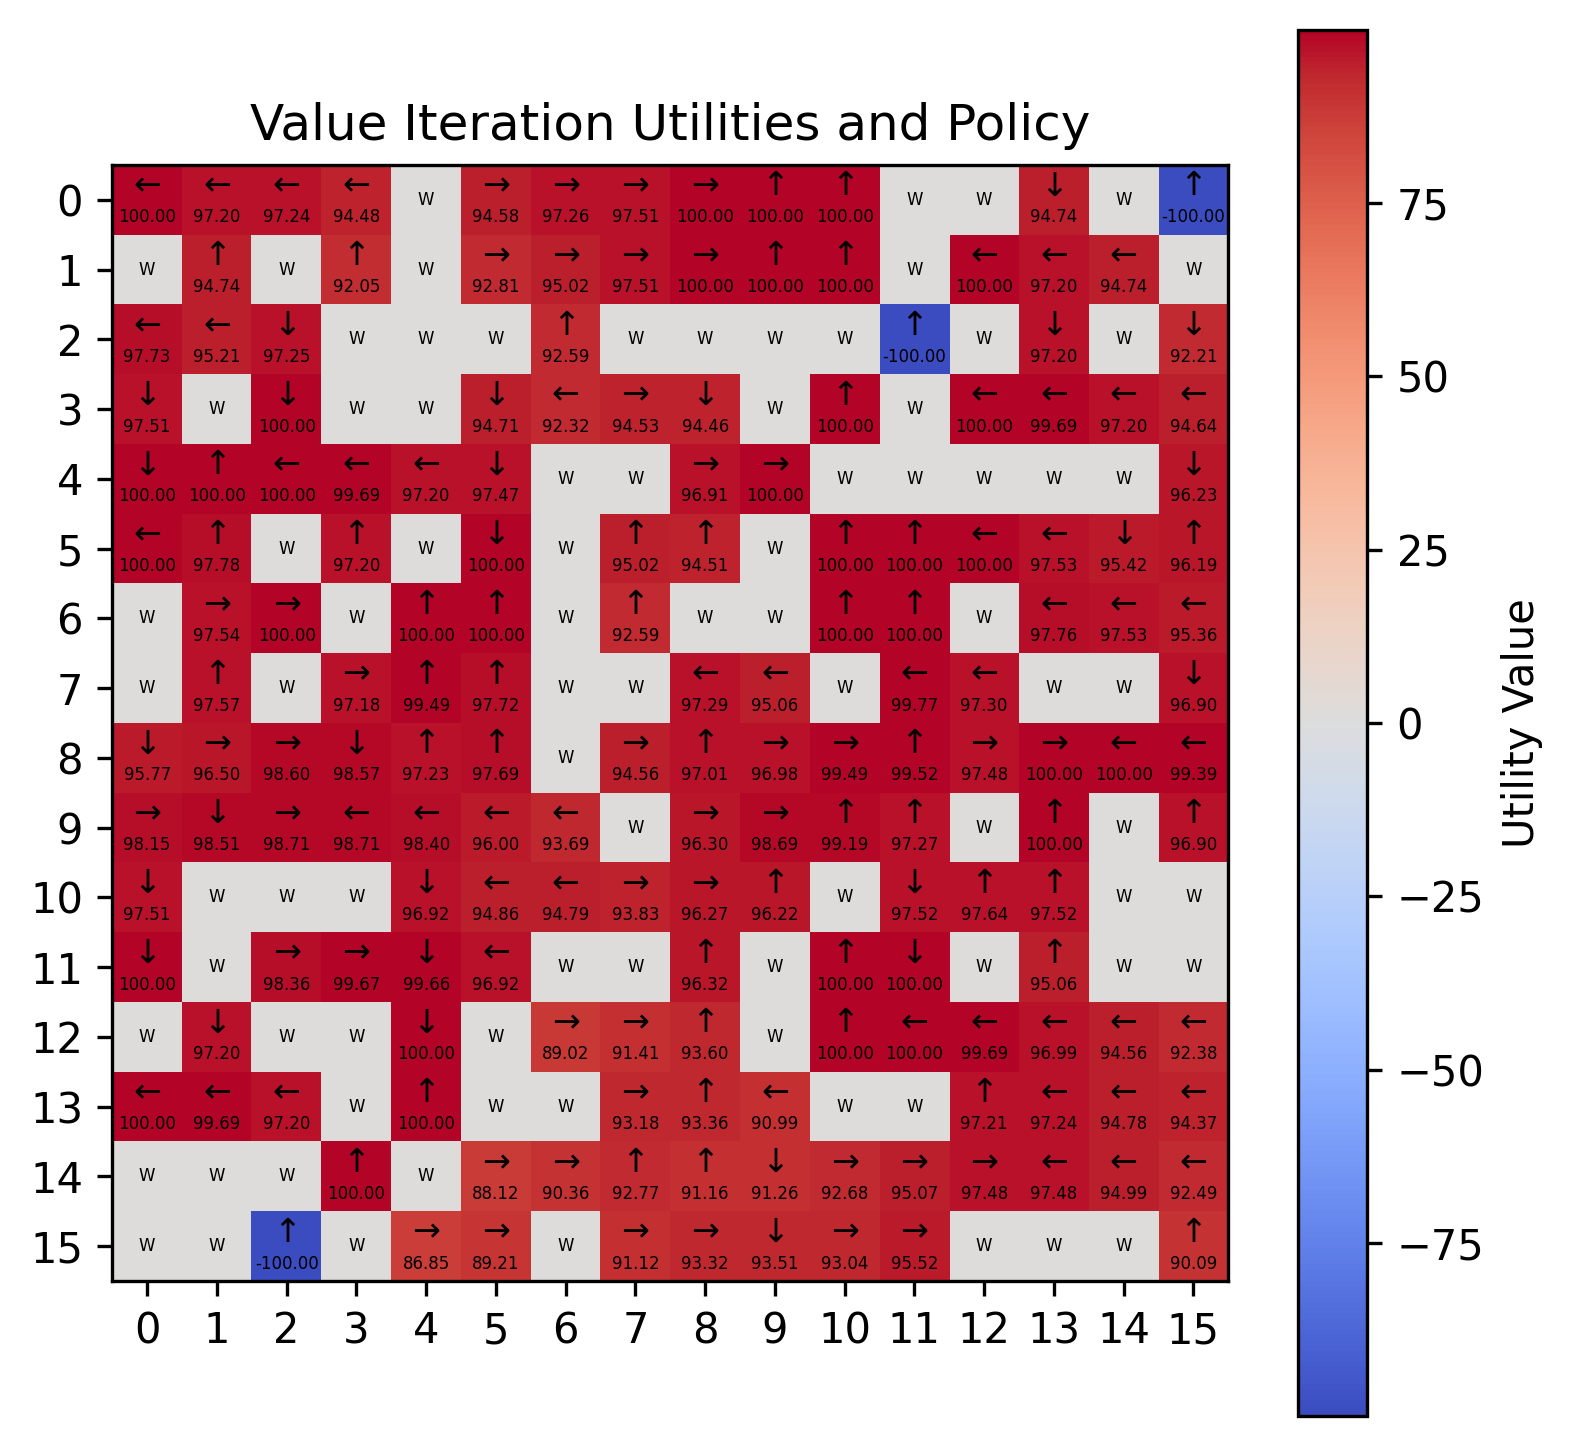 Value Iteration Utilities and Policy
0 ← ← ← ← W → → → → ↑ ↑ W W ↓ W ↑
100.00 97.20 97.24 94.48 94.58 97.26 97.51 100.00 100.00 100.00 94.74 -100.00
1 W ↑ W ↑ W → → → → ↑ ↑ W ← ← ← W
94.74 92.05 92.81 95.02 97.51 100.00 100.00 100.00 100.00 97.20 94.74
2 ← ← ↓ W W W ↑ W W W W ↑ W ↓ W ↓
97.73 95.21 97.25 92.59 -100.00 97.20 92.21
3 ↓ W ↓ W W ↓ ← → ↓ W ↑ W ← ← ← ←
97.51 100.00 94.71 92.32 94.53 94.46 100.00 100.00 99.69 97.20 94.64
4 ↓ ↑ ← ← ← ↓ W W → → W W W W W ↓
100.00 100.00 100.00 99.69 97.20 97.47 96.91 100.00 96.23
5 ← ↑ W ↑ W ↓ W ↑ ↑ W ↑ ↑ ← ← ↓ ↑
100.00 97.78 97.20 100.00 95.02 94.51 100.00 100.00 100.00 97.53 95.42 96.19
6 W → → W ↑ ↑ W ↑ W W ↑ ↑ W ← ← ←
97.54 100.00 100.00 100.00 92.59 100.00 100.00 97.76 97.53 95.36
7 W ↑ W → ↑ ↑ W W ← ← W ← ← W W ↓
97.57 97.18 99.49 97.72 97.29 95.06 99.77 97.30 96.90
8 ↓ → → ↓ ↑ ↑ W → ↑ → → ↑ → → ← ←
95.77 96.50 98.60 98.57 97.23 97.69 94.56 97.01 96.98 99.49 99.52 97.48 100.00 100.00 99.39
9 → ↓ → ← ← ← ← W → → ↑ ↑ W ↑ W ↑
98.15 98.51 98.71 98.71 98.40 96.00 93.69 96.30 98.69 99.19 97.27 100.00 96.90
10 ↓ W W W ↓ ← ← → → ↑ W ↓ ↑ ↑ W W
97.51 96.92 94.86 94.79 93.83 96.27 96.22 97.52 97.64 97.52
11 ↓ W → → ↓ ← W W ↑ W ↑ ↓ W ↑ W W
100.00 98.36 99.67 99.66 96.92 96.32 100.00 100.00 95.06
12 W ↓ W W ↓ W → → ↑ W ↑ ← ← ← ← ←
97.20 100.00 89.02 91.41 93.60 100.00 100.00 99.69 96.99 94.56 92.38
13 ← ← ← W ↑ W W → ↑ ← W W ↑ ← ← ←
100.00 99.69 97.20 100.00 93.18 93.36 90.99 97.21 97.24 94.78 94.37
14 W W W ↑ W → → ↑ ↑ ↓ → → → ← ← ←
100.00 88.12 90.36 92.77 91.16 91.26 92.68 95.07 97.48 97.48 94.99 92.49
15 W W ↑ W → → W → → ↓ → → W W W ↑
-100.00 86.85 89.21 91.12 93.32 93.51 93.04 95.52 90.09
0 1 2 3 4 5 6 7 8 9 10 11 12 13 14 15
75
50
25
0
−25
−50
−75
Utility Value